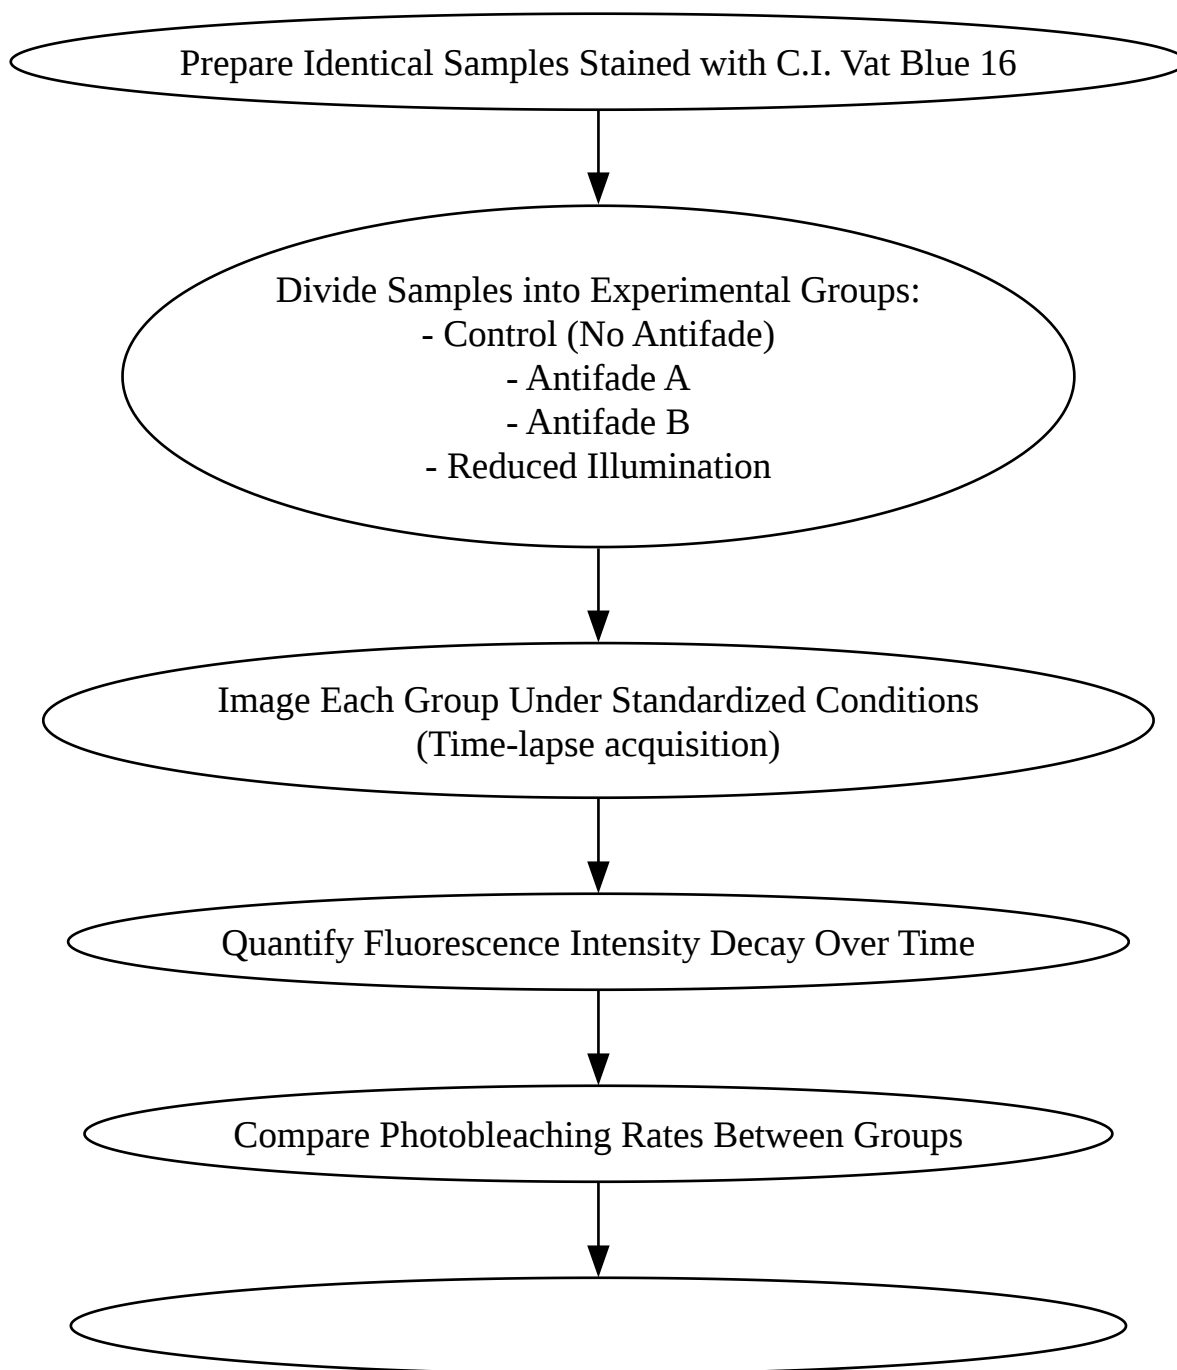 Prepare Identical Samples Stained with C.I. Vat Blue 16
Divide Samples into Experimental Groups:
- Control (No Antifade)
- Antifade A
- Antifade B
- Reduced Illumination
Image Each Group Under Standardized Conditions
(Time-lapse acquisition)
Quantify Fluorescence Intensity Decay Over Time
Compare Photobleaching Rates Between Groups